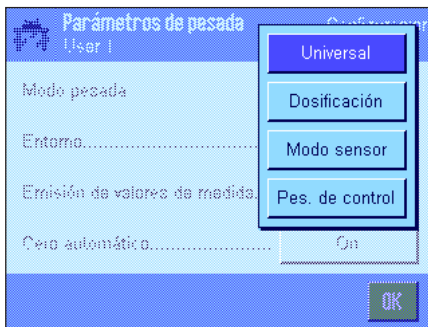 Parámetros de pesada
User 1
Universal
Modo pesada
Dosificación
Entorno
Modo sensor
Emisión de valores de medida.
Pes. de control
Cero automático
On
OK